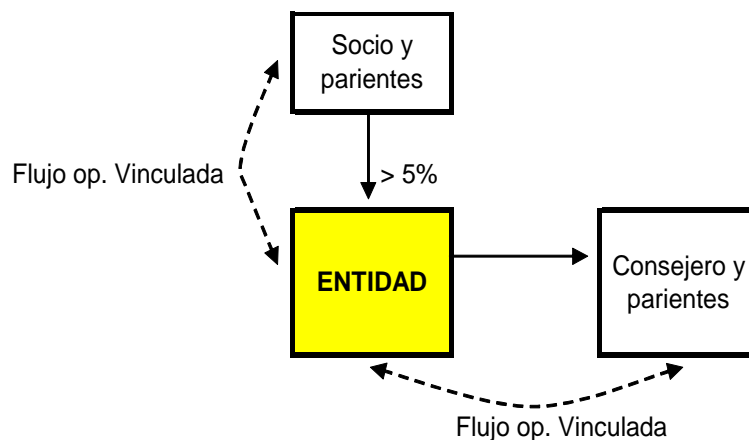 Socio y
parientes
Flujo op. Vinculada
> 5%
ENTIDAD
Consejero y
parientes
Flujo op. Vinculada